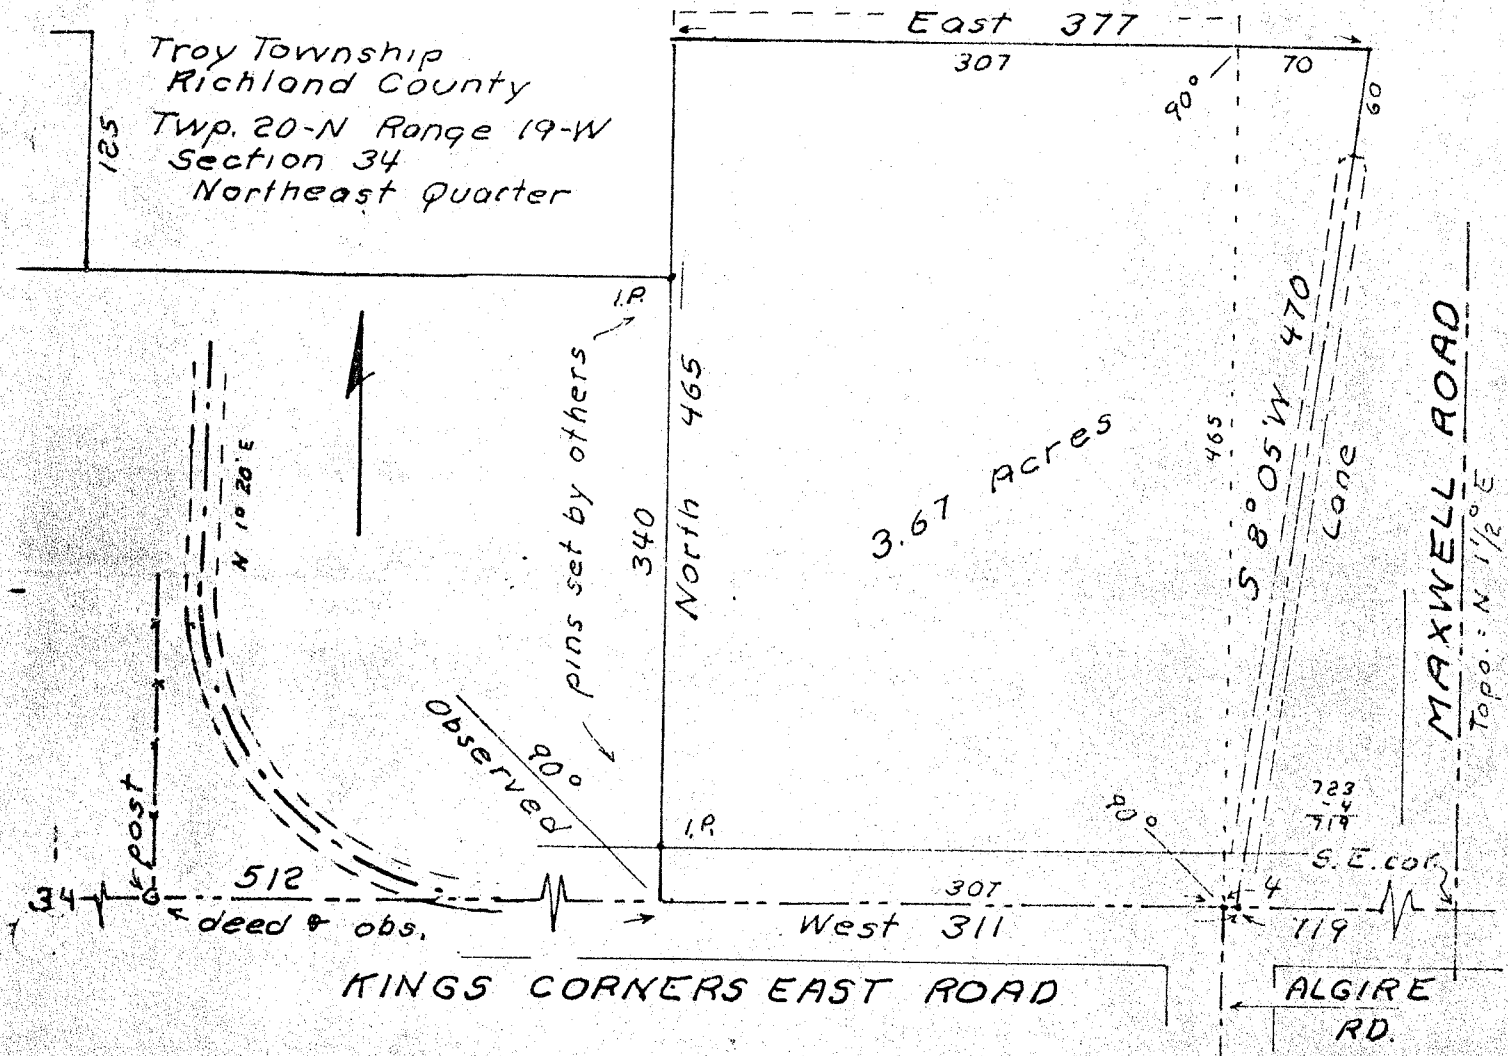 Troy Township
Richland County
Twp. 20-N Range 19-W
Section 34
Northeast Quarter
125
East 377
307
70
90°
60
I.P.
pins set by others
340
North 465
3.67 Acres
465
S 8° 05' W 470
Lane
MAXWELL ROAD
Topo.: N 1 1/2° E
N 1° 20' E
Observed
90°
post
I.P.
90°
723
- 4
719
S.E. cor.
34
512
deed & obs.
307
West 311
4
719
KINGS CORNERS EAST ROAD
ALGIRE
RD.